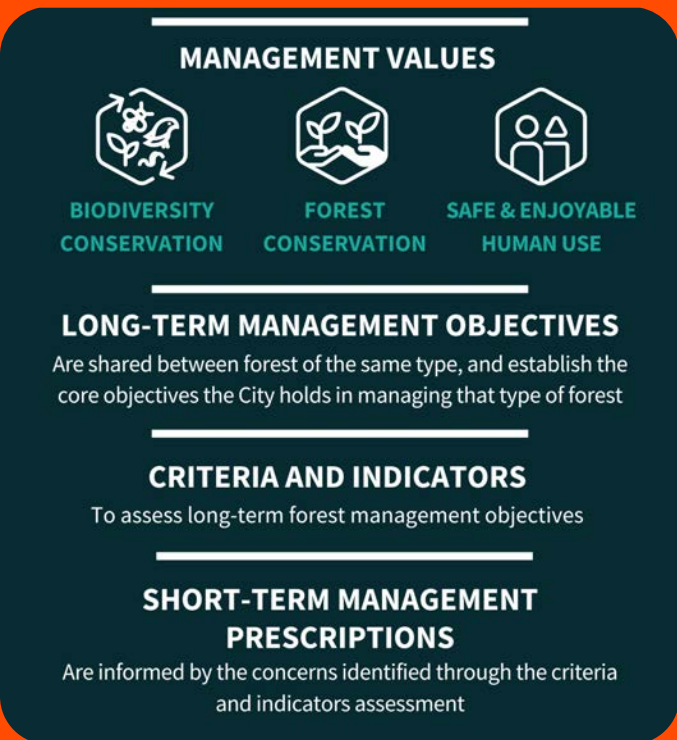 MANAGEMENT VALUES
BIODIVERSITY CONSERVATION
FOREST CONSERVATION
SAFE & ENJOYABLE HUMAN USE
LONG-TERM MANAGEMENT OBJECTIVES
Are shared between forest of the same type, and establish the
core objectives the City holds in managing that type of forest
CRITERIA AND INDICATORS
To assess long-term forest management objectives
SHORT-TERM MANAGEMENT
PRESCRIPTIONS
Are informed by the concerns identified through the criteria
and indicators assessment